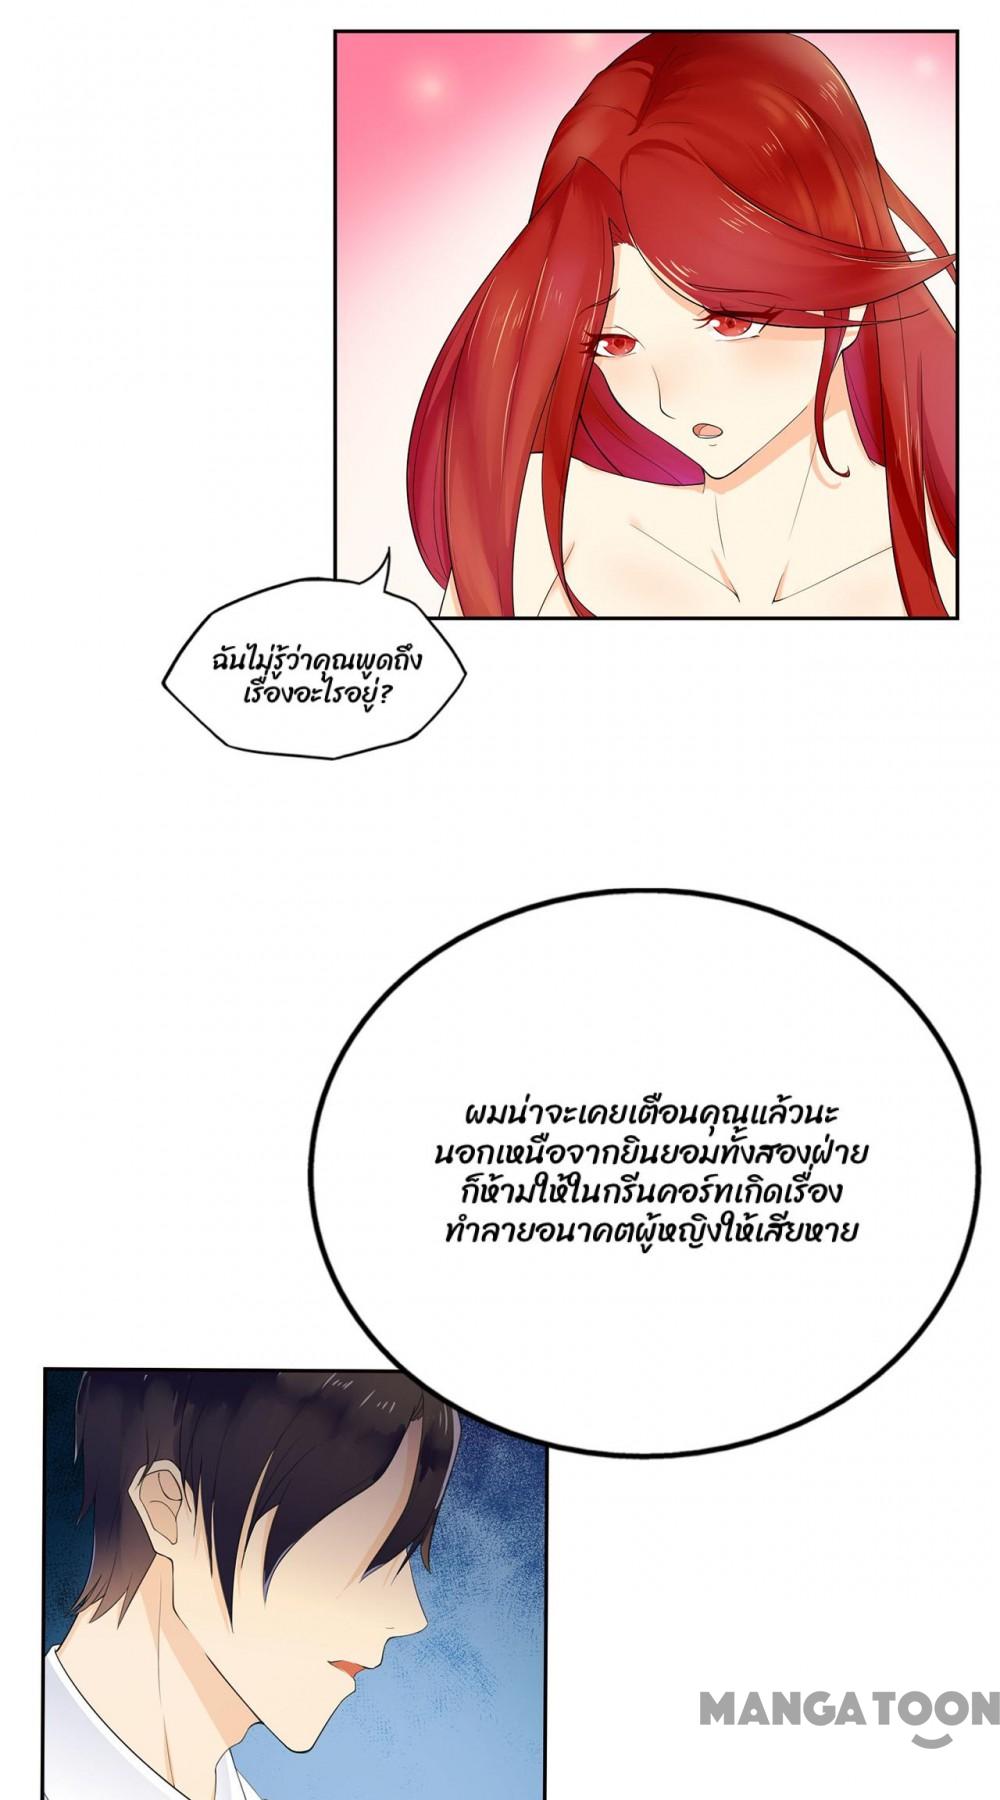 ฉันไม่รู้ว่าคุณพูดถึง
เรื่องอะไรอยู่?
ผมน่าจะเคยเตือนคุณแล้วนะ
นอกเหนือจากยินยอมทั้งสองฝ่าย
ก็ห้ามให้ในกรีนคอร์ทเกิดเรื่อง
ทำลายอนาคตผู้หญิงให้เสียหาย
MANGATOON